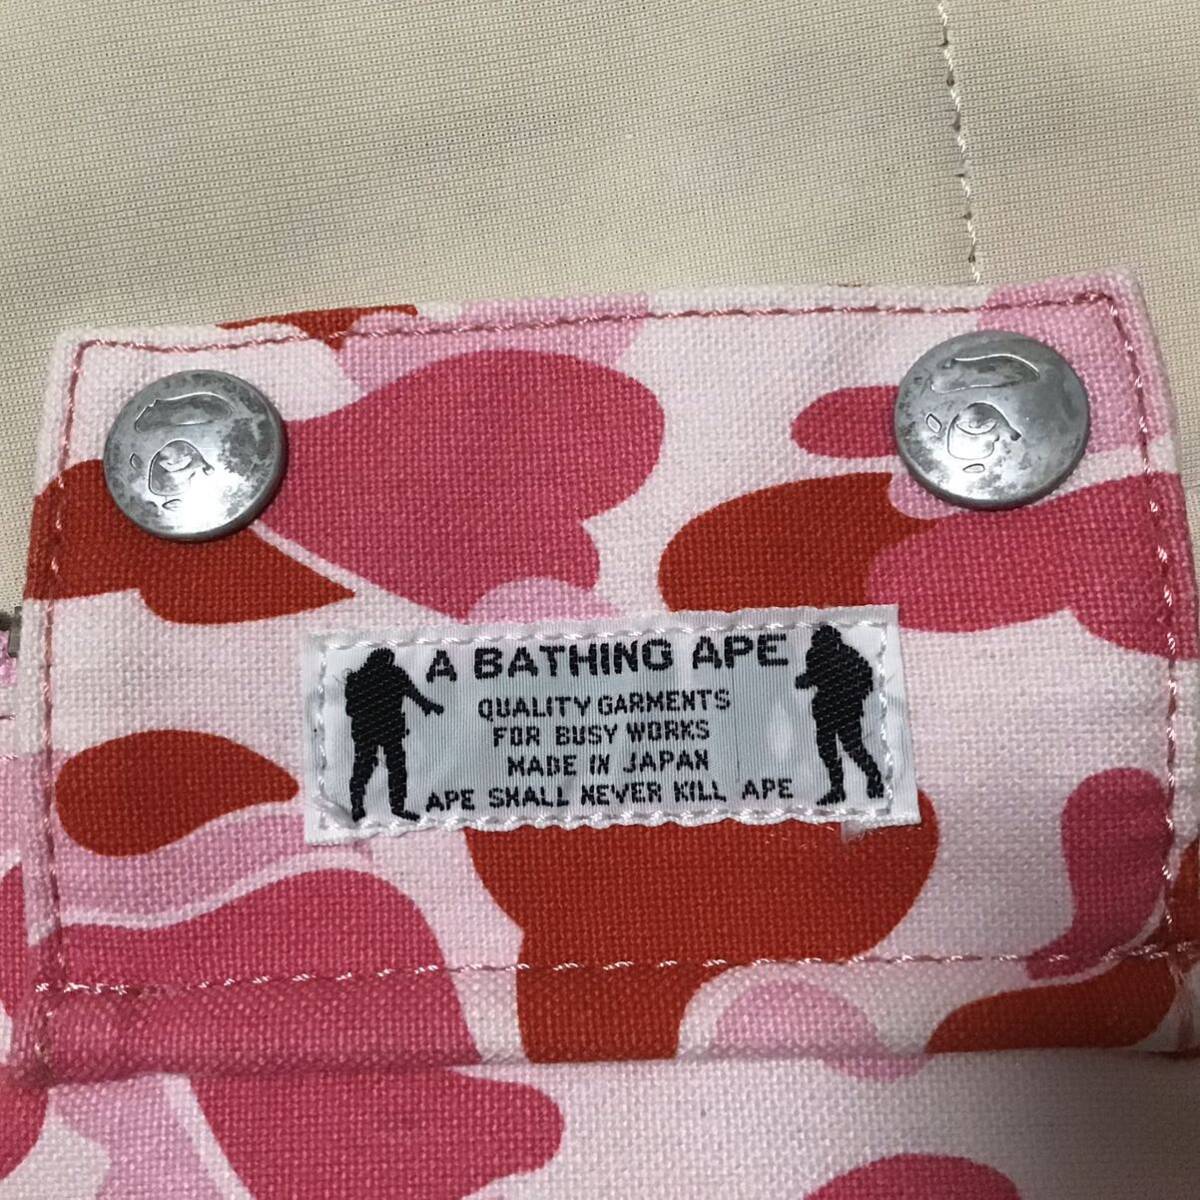 A BATHING APE
QUALITY GARMENTS
FOR BUSY WORKS
MADE IN JAPAN
APE SHALL NEVER KILL APE